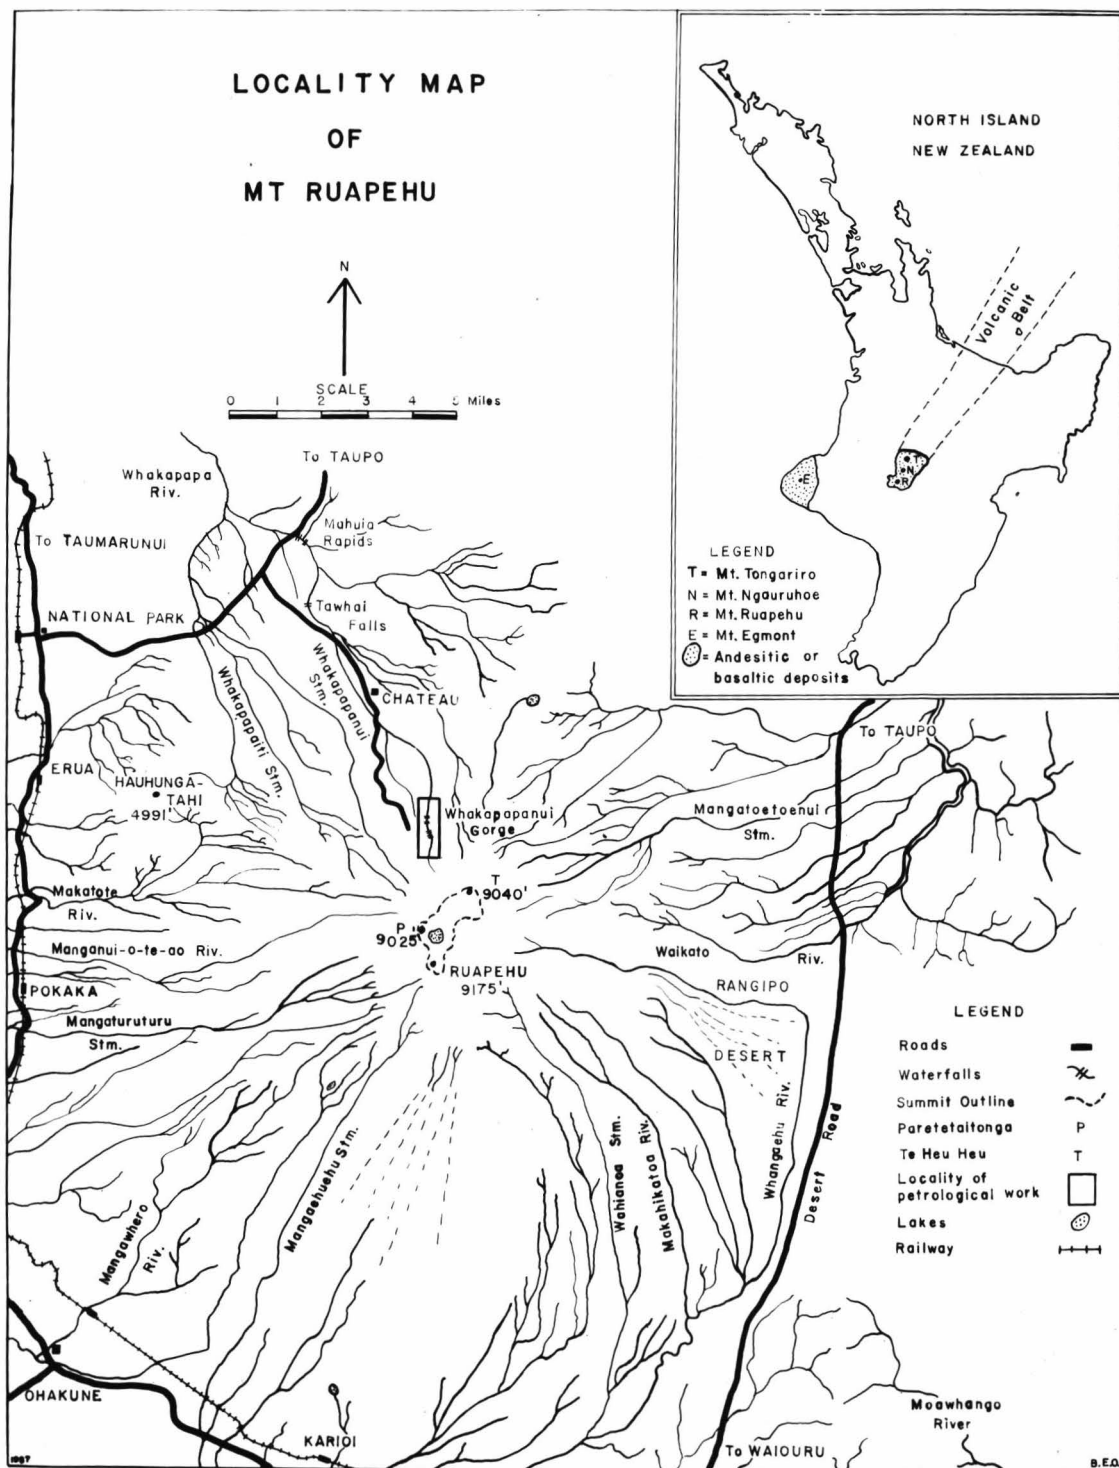 LOCALITY MAP
OF
MT RUAPEHU
N
SCALE
0 1 2 3 4 5 Miles
NORTH ISLAND
NEW ZEALAND
Volcanic
Belt
T
N
R
E
LEGEND
T = Mt. Tongariro
N = Mt. Ngauruhoe
R = Mt. Ruapehu
E = Mt. Egmont
= Andesitic or
basaltic deposits
To TAUPO
Whakapapa
Riv.
Mahuia
Rapids
To TAUMARUNUI
Tawhai
Falls
NATIONAL PARK
Whakapapanui
Stm.
Whakapapaiti Stm.
CHATEAU
To TAUPO
ERUA
HAUHUNGA-
TAHI
4991'
Whakapapanui
Gorge
Mangatoetoenui
Stm.
Makatote
Riv.
T
9040'
P
9025'
Manganui-o-te-ao Riv.
Waikato
Riv.
RUAPEHU
9175'
RANGIPO
POKAKA
Mangaturuturu
Stm.
DESERT
Whangaehu Riv.
Desert Road
Mangaehuehu Stm.
Wahianoa Stm.
Makahikatoa Riv.
Mangawhero
Riv.
LEGEND
Roads
Waterfalls
Summit Outline
Paretetaitonga P
Te Heu Heu T
Locality of
petrological work
Lakes
Railway
OHAKUNE
KARIOI
Moawhango
River
To WAIOURU
1967